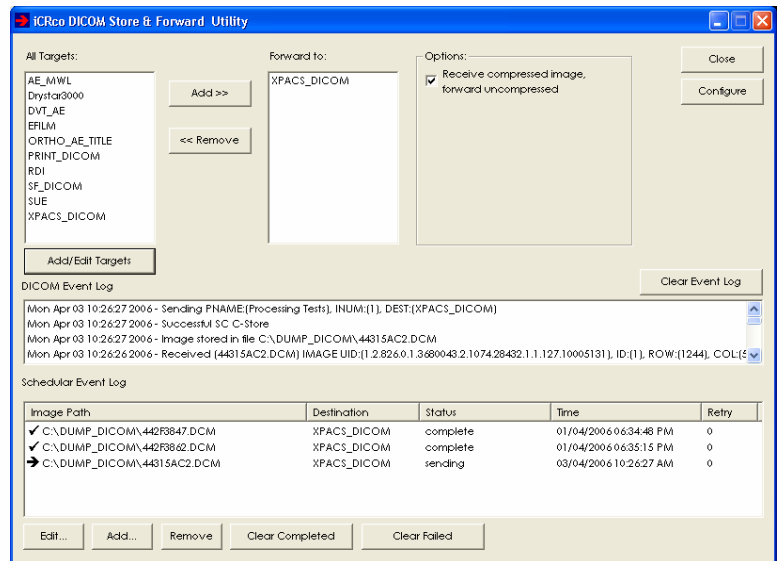 iCRco DICOM Store & Forward Utility
All Targets:
Forward to:
Options:
Close
AE_MWL
Drystar3000
DVT_AE
EFILM
ORTHO_AE_TITLE
PRINT_DICOM
RDI
SF_DICOM
SUE
XPACS_DICOM
Add >>
<< Remove
XPACS_DICOM
Receive compressed image,
forward uncompressed
Configure
Add/Edit Targets
Clear Event Log
DICOM Event Log
Mon Apr 03 10:26:27 2006 - Sending PNAME:(Processing Tests), INUM:(1), DEST:(XPACS_DICOM)
Mon Apr 03 10:26:27 2006 - Successful SC C-Store
Mon Apr 03 10:26:27 2006 - Image stored in file C:\DUMP_DICOM\44315AC2.DCM
Mon Apr 03 10:26:26 2006 - Received (44315AC2.DCM) IMAGE UID:(1.2.826.0.1.3680043.2.1074.28432.1.1.127.10005131), ID:(1), ROW:(1244), COL:(
Schedular Event Log
Image Path Destination Status Time Retry
C:\DUMP_DICOM\442F3847.DCM XPACS_DICOM complete 01/04/2006 06:34:48 PM 0
C:\DUMP_DICOM\442F3862.DCM XPACS_DICOM complete 01/04/2006 06:35:15 PM 0
C:\DUMP_DICOM\44315AC2.DCM XPACS_DICOM sending 03/04/2006 10:26:27 AM 0
Edit... Add... Remove Clear Completed Clear Failed